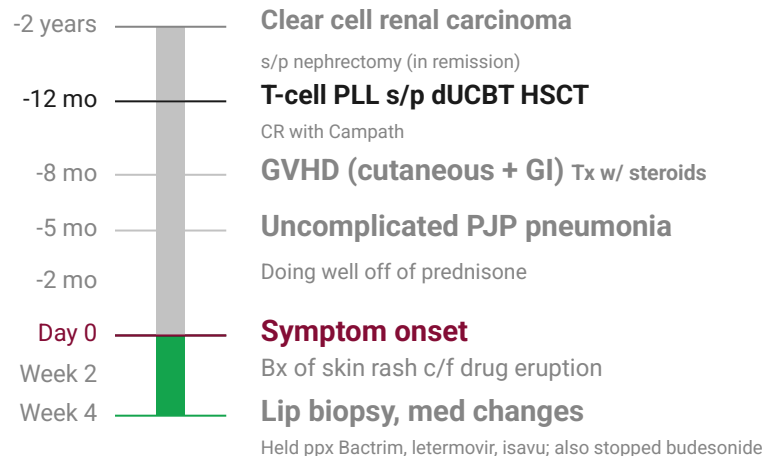 -2 years Clear cell renal carcinoma
s/p nephrectomy (in remission)
-12 mo T-cell PLL s/p dUCBT HSCT
CR with Campath
-8 mo GVHD (cutaneous + GI) Tx w/ steroids
-5 mo Uncomplicated PJP pneumonia
-2 mo Doing well off of prednisone
Day 0 Symptom onset
Week 2 Bx of skin rash c/f drug eruption
Week 4 Lip biopsy, med changes
Held ppx Bactrim, letermovir, isavu; also stopped budesonide